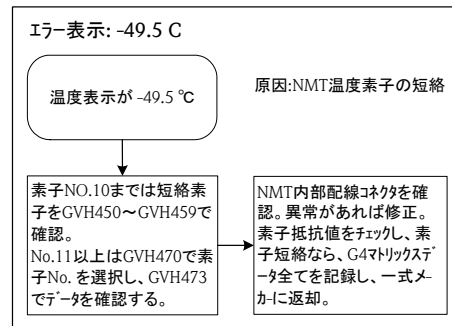 エラー表示: -49.5 C
温度表示が -49.5 ℃
原因:NMT温度素子の短絡
素子NO.10までは短絡素
子をGVH450～GVH459で
確認。
No.11以上はGVH470で素
子No. を選択し、GVH473
でデータを確認する。
NMT内部配線コネクタを確
認。異常があれば修正。
素子抵抗値をチェックし、素
子短絡なら、G4マトリックスデ
ータ全てを記録し、一式メー
カーに返却。